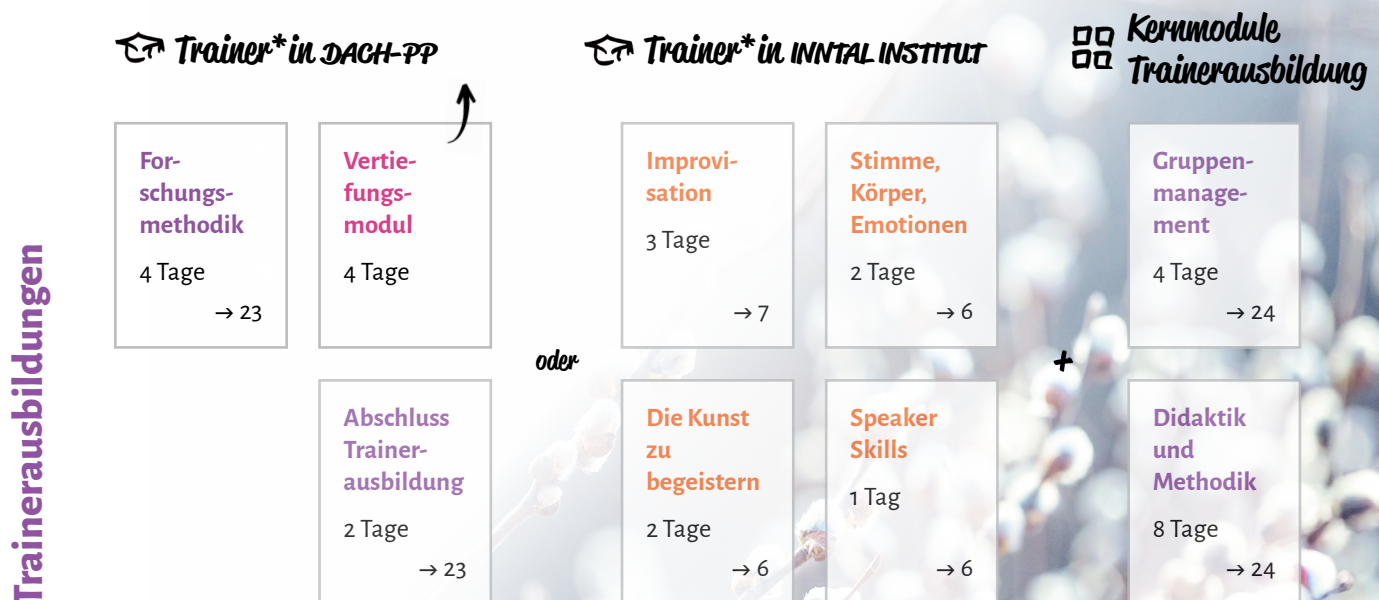 Trainer*in DACH-PP
Trainer*in INNTAL INSTITUT
Kernmodule
Trainerausbildung
Trainerausbildungen
For-
schungs-
methodik
4 Tage
→ 23
Vertie-
fungs-
modul
4 Tage
Improvi-
sation
3 Tage
→ 7
Stimme,
Körper,
Emotionen
2 Tage
→ 6
Gruppen-
manage-
ment
4 Tage
→ 24
oder
+
Abschluss
Trainer-
ausbildung
2 Tage
→ 23
Die Kunst
zu
begeistern
2 Tage
→ 6
Speaker
Skills
1 Tag
→ 6
Didaktik
und
Methodik
8 Tage
→ 24